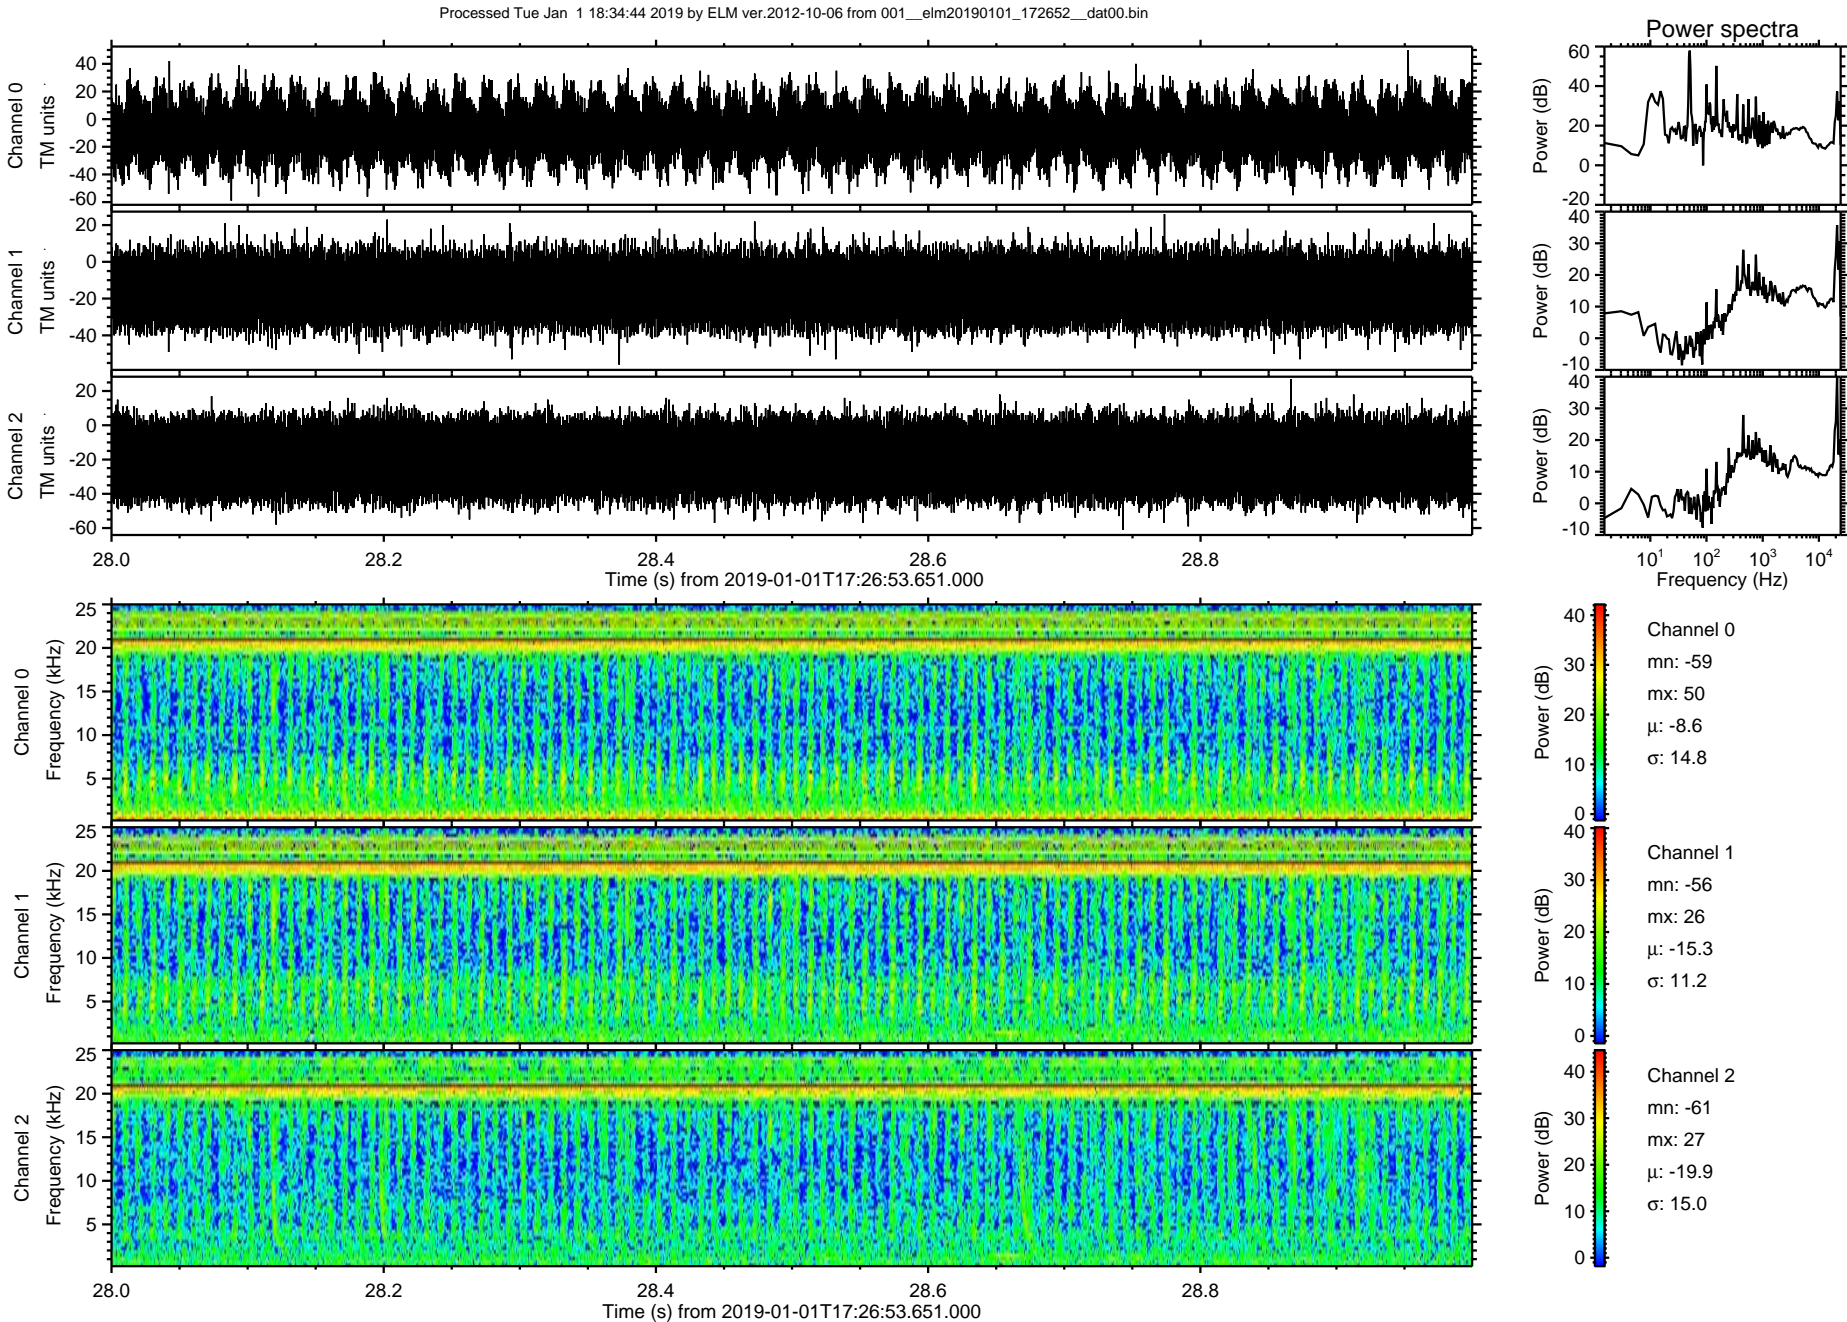 Processed Tue Jan  1 18:34:44 2019 by ELM ver.2012-10-06 from 001__elm20190101_172652__dat00.bin
Power spectra
Channel 0
TM units
40
20
0
-20
-40
-60
Power (dB)
60
40
20
0
-20
Channel 1
TM units
20
0
-20
-40
Power (dB)
40
30
20
10
0
-10
Channel 2
TM units
20
0
-20
-40
-60
Power (dB)
40
30
20
10
0
-10
28.0 28.2 28.4 28.6 28.8
Time (s) from 2019-01-01T17:26:53.651.000
10^1 10^2 10^3 10^4
Frequency (Hz)
Channel 0
Frequency (kHz)
25
20
15
10
5
Power (dB)
40
30
20
10
0
Channel 0
mn: -59
mx: 50
μ: -8.6
σ: 14.8
Channel 1
Frequency (kHz)
25
20
15
10
5
Power (dB)
40
30
20
10
0
Channel 1
mn: -56
mx: 26
μ: -15.3
σ: 11.2
Channel 2
Frequency (kHz)
25
20
15
10
5
Power (dB)
40
30
20
10
0
Channel 2
mn: -61
mx: 27
μ: -19.9
σ: 15.0
28.0 28.2 28.4 28.6 28.8
Time (s) from 2019-01-01T17:26:53.651.000